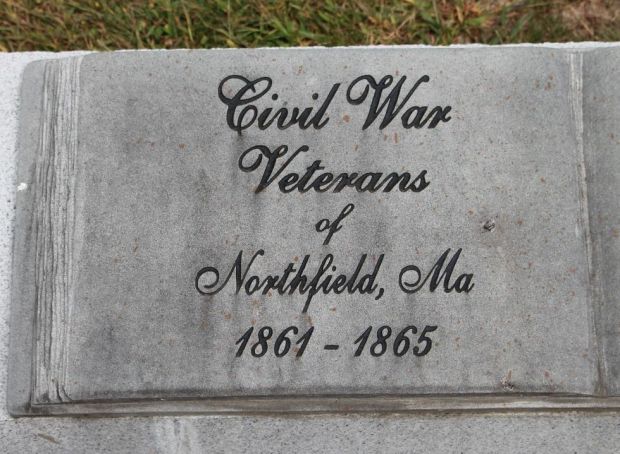 Civil War
Veterans
of
Northfield, Ma
1861 - 1865